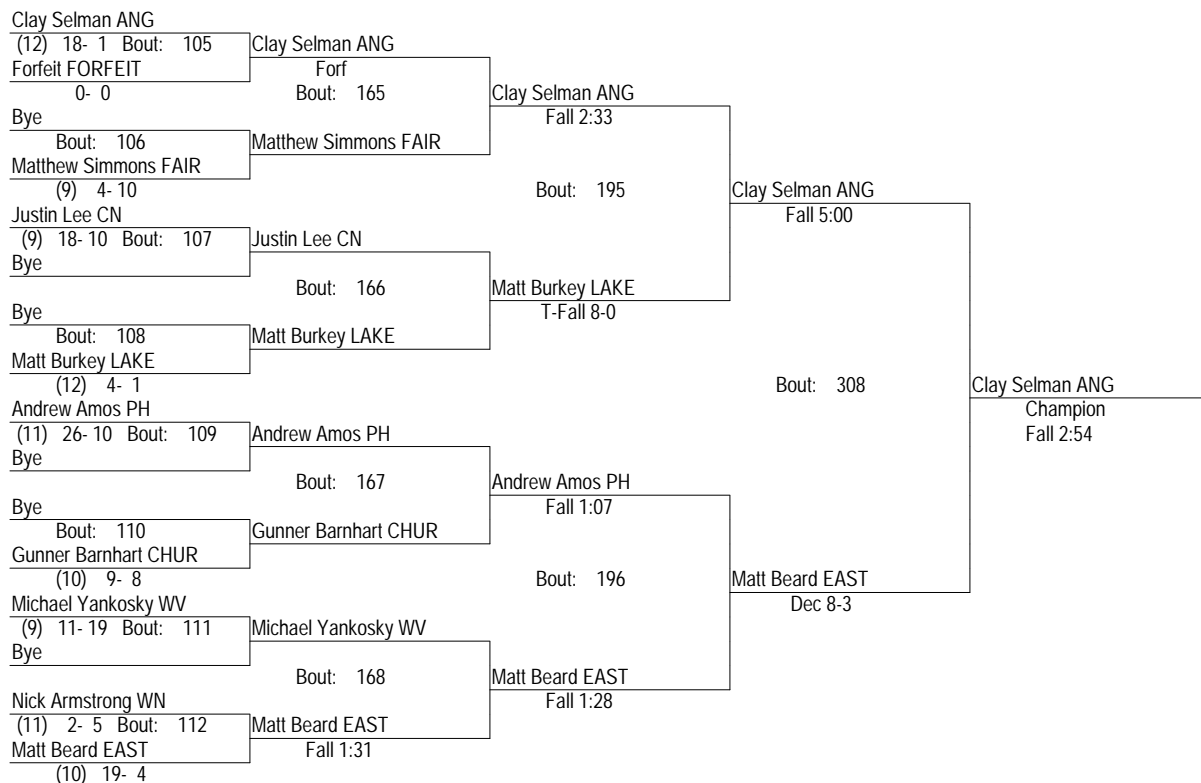 Clay Selman ANG
(12) 18- 1 Bout: 105
Clay Selman ANG
Forfeit FORFEIT
Forf
0- 0
Bout: 165
Clay Selman ANG
Bye
Fall 2:33
Bout: 106
Matthew Simmons FAIR
Matthew Simmons FAIR
(9) 4- 10
Bout: 195
Clay Selman ANG
Justin Lee CN
Fall 5:00
(9) 18- 10 Bout: 107
Justin Lee CN
Bye
Bout: 166
Matt Burkey LAKE
Bye
T-Fall 8-0
Bout: 108
Matt Burkey LAKE
Matt Burkey LAKE
(12) 4- 1
Bout: 308
Clay Selman ANG
Andrew Amos PH
Champion
(11) 26- 10 Bout: 109
Andrew Amos PH
Fall 2:54
Bye
Bout: 167
Andrew Amos PH
Bye
Fall 1:07
Bout: 110
Gunner Barnhart CHUR
Gunner Barnhart CHUR
(10) 9- 8
Bout: 196
Matt Beard EAST
Michael Yankosky WV
Dec 8-3
(9) 11- 19 Bout: 111
Michael Yankosky WV
Bye
Bout: 168
Matt Beard EAST
Nick Armstrong WN
Fall 1:28
(11) 2- 5 Bout: 112
Matt Beard EAST
Matt Beard EAST
Fall 1:31
(10) 19- 4